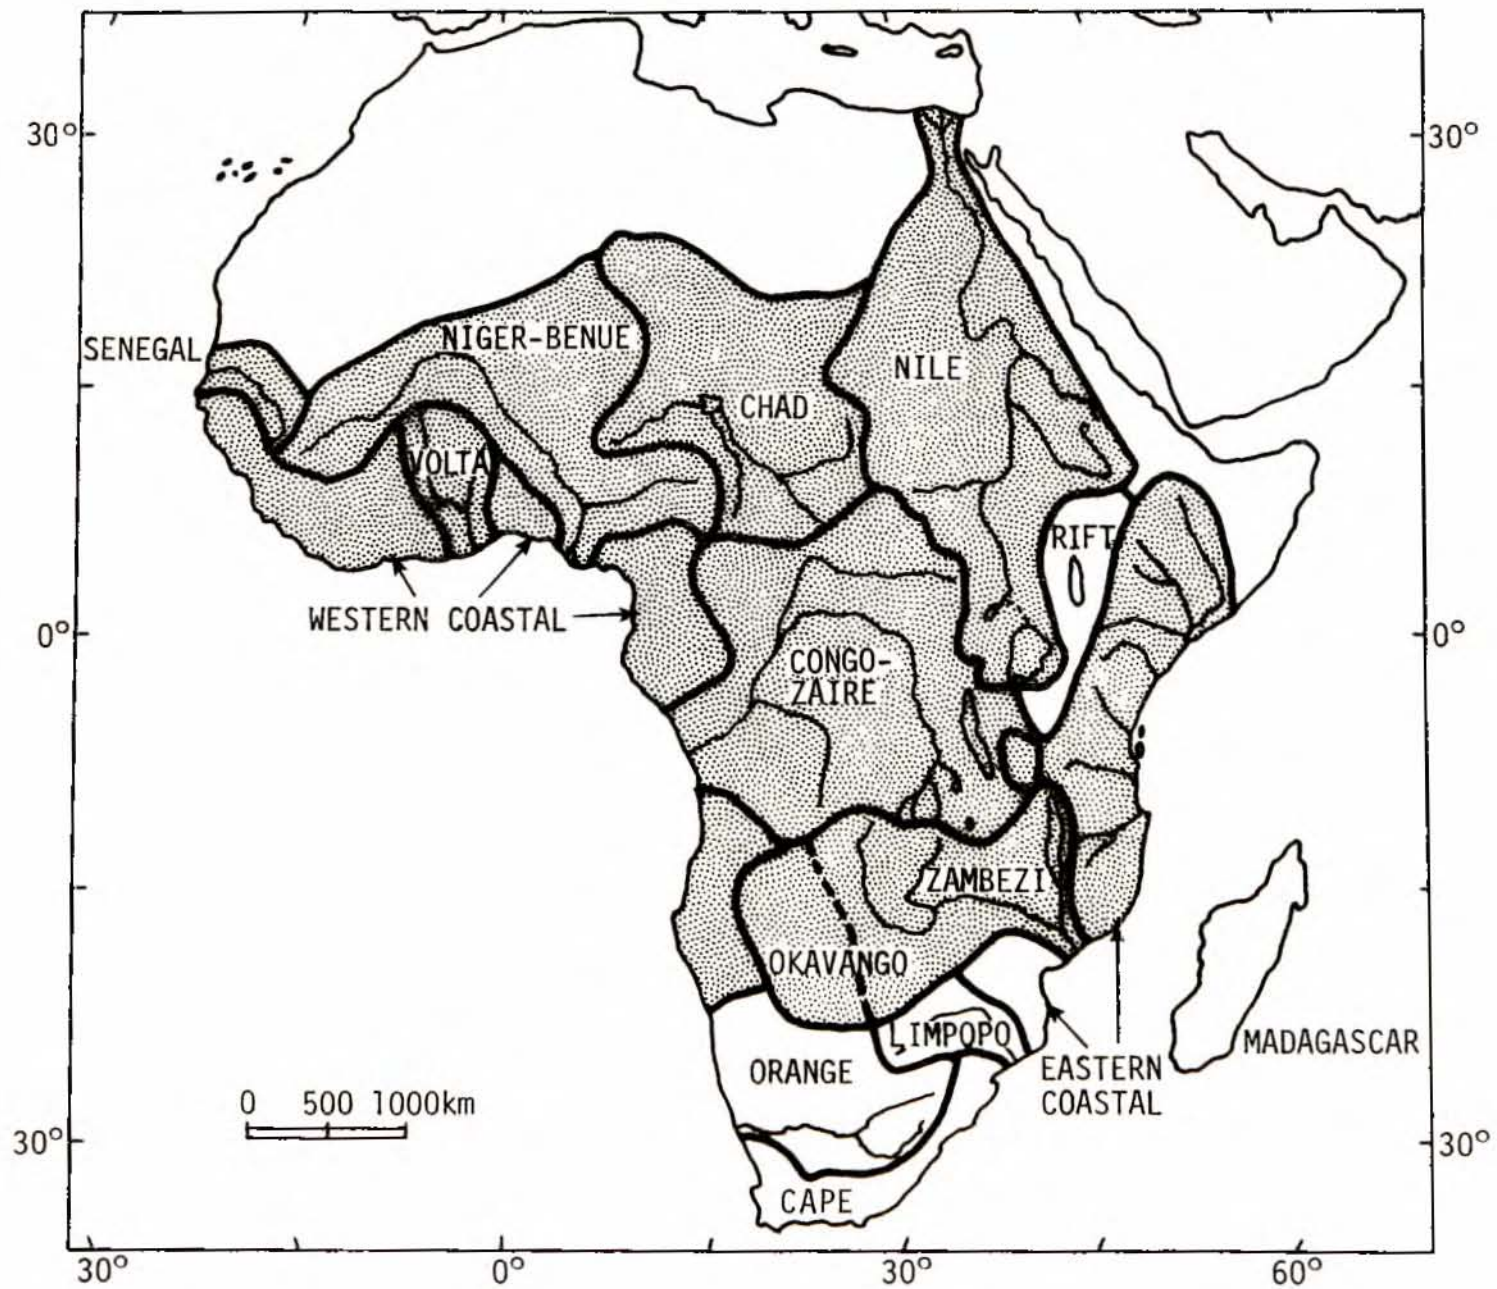 30°
30°
SENEGAL
NIGER-BENUE
NILE
CHAD
VOLTA
RIFT
WESTERN COASTAL
0°
0°
CONGO-
ZAIRE
ZAMBEZI
OKAVANGO
LIMPOPO
MADAGASCAR
ORANGE
EASTERN
COASTAL
0 500 1000km
30°
30°
CAPE
30°
0°
30°
60°